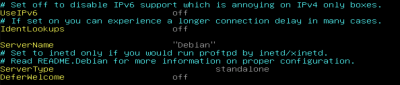 # Set off to disable IPv6 support which is annoying on IPv4 only boxes.
UseIPv6 off
# If set on you can experience a longer connection delay in many cases.
IdentLookups off
ServerName "Debian"
# Set to inetd only if you would run proftpd by inetd/xinetd.
# Read README.Debian for more information on proper configuration.
ServerType standalone
DeferWelcome off